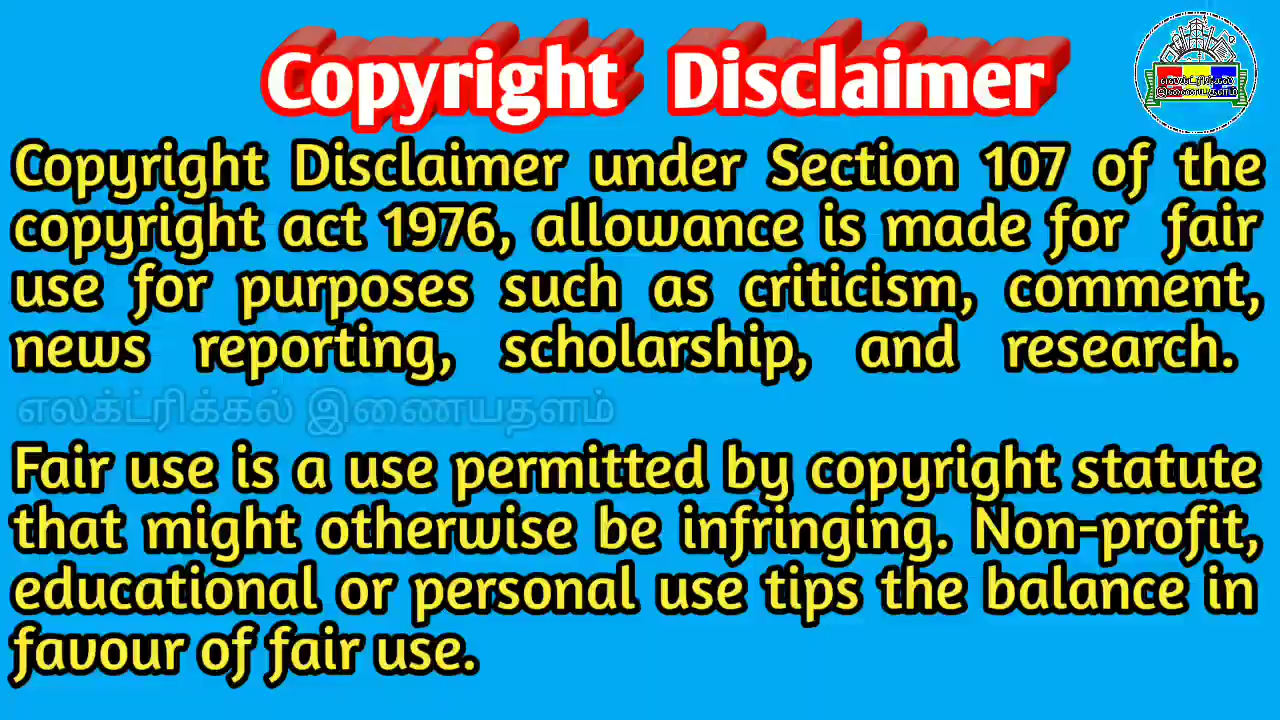 Copyright Disclaimer
Copyright Disclaimer under Section 107 of the
copyright act 1976, allowance is made for fair
use for purposes such as criticism, comment,
news reporting, scholarship, and research.
எலக்ட்ரிக்கல் இணையதளம்
Fair use is a use permitted by copyright statute
that might otherwise be infringing. Non-profit,
educational or personal use tips the balance in
favour of fair use.